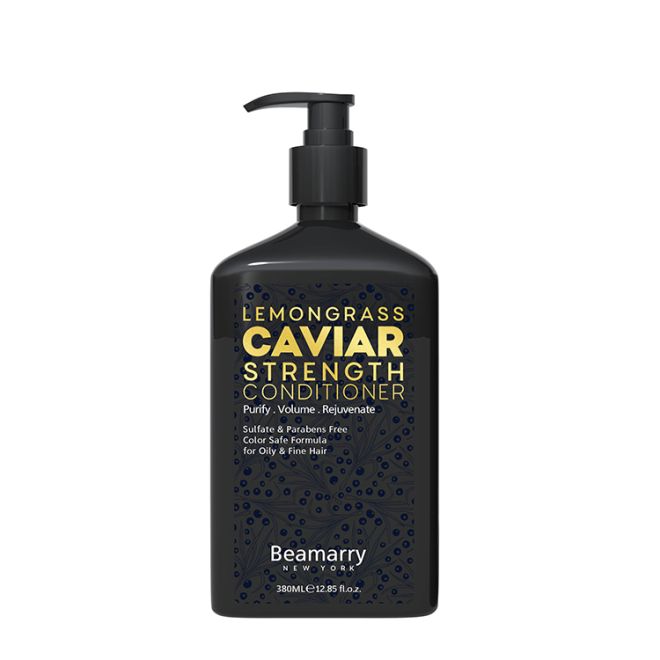 LEMONGRASS
CAVIAR
STRENGTH
CONDITIONER
Purify . Volume . Rejuvenate
Sulfate & Parabens Free
Color Safe Formula
for Oily & Fine Hair
Beamarry
NEW YORK
380ML℮12.85 fl.o.z.